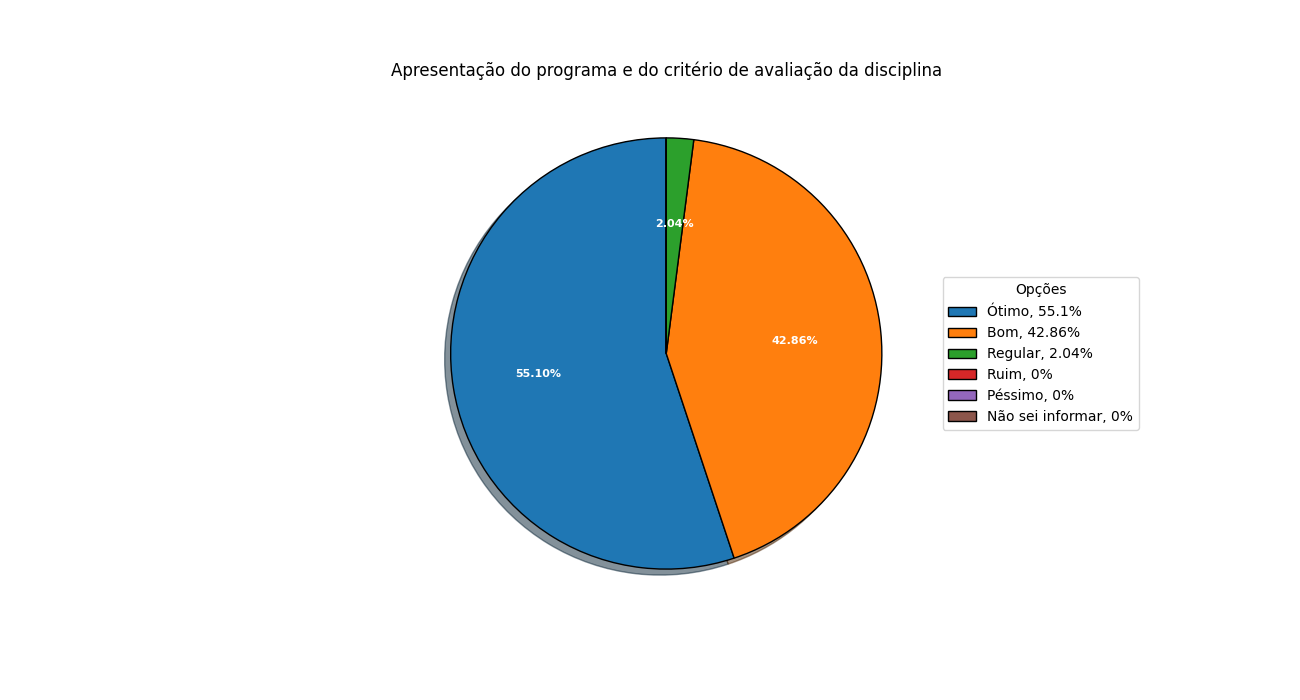 Apresentação do programa e do critério de avaliação da disciplina
2.04%
42.86%
55.10%
Opções
Ótimo, 55.1%
Bom, 42.86%
Regular, 2.04%
Ruim, 0%
Péssimo, 0%
Não sei informar, 0%